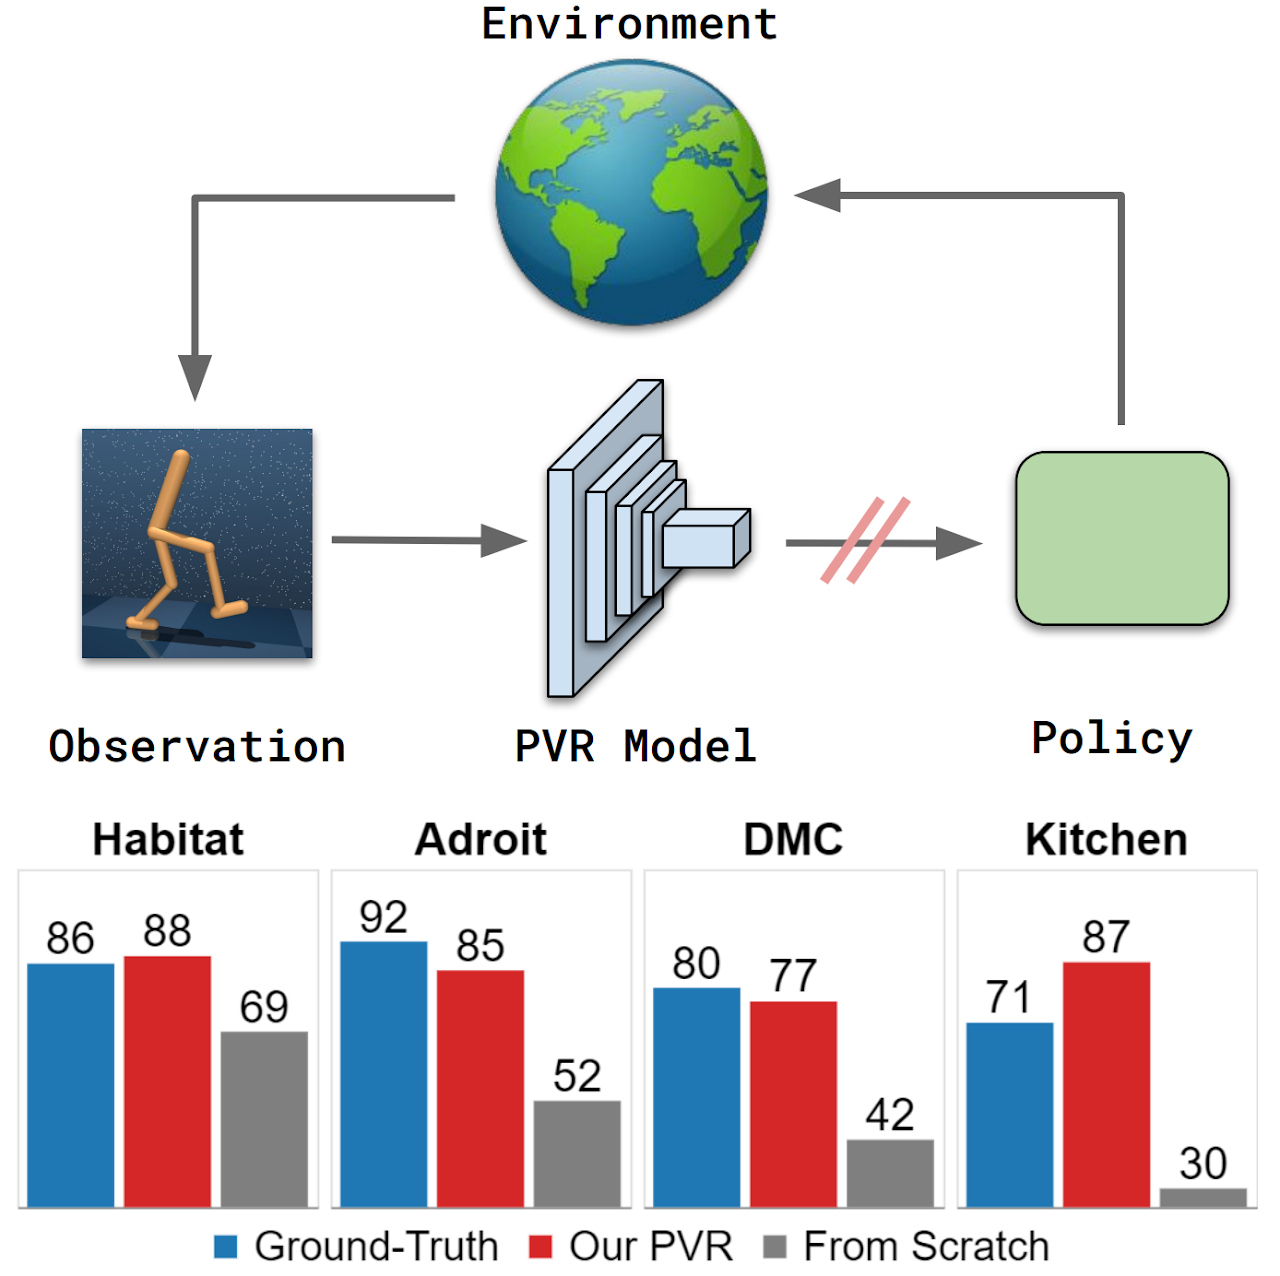 Environment
Observation
PVR Model
Policy
Habitat
Adroit
DMC
Kitchen
86
88
69
92
85
52
80
77
42
71
87
30
Ground-Truth
Our PVR
From Scratch